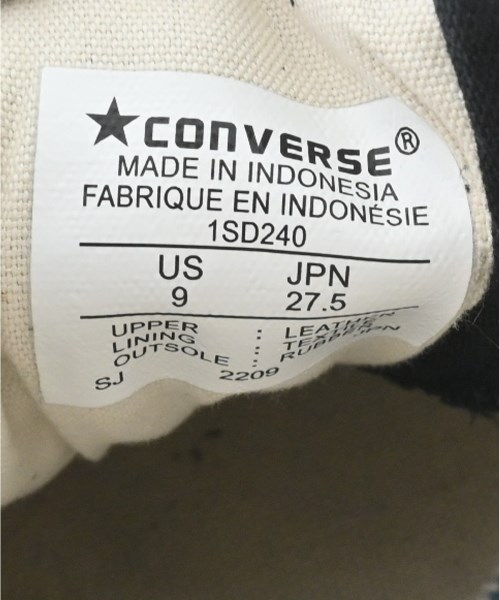 ★CONVERSE®
MADE IN INDONESIA
FABRIQUE EN INDONÉSIE
1SD240
US JPN
9 27.5
UPPER : LEATHER
LINING : TEXTILE
OUTSOLE : RUBBER
SJ 2209 JPN